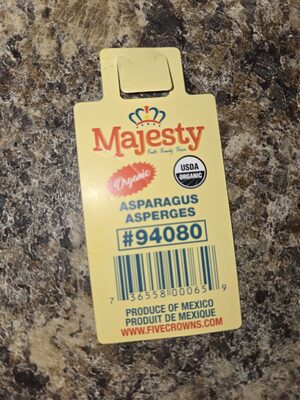 Majesty
Fresh Family Farm
Organic
USDA
ORGANIC
ASPARAGUS
ASPERGES
#94080
7 36558 00065 9
PRODUCE OF MEXICO
PRODUIT DE MEXIQUE
WWW.FIVECROWNS.COM